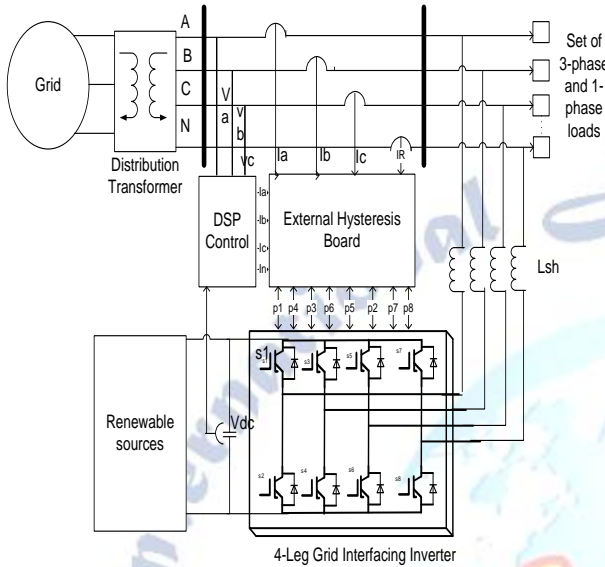 A
B
C
N
Grid
Distribution
Transformer
Set of
3-phase
and 1-
phase
loads
V
a
v
b
vc
Ia
Ib
Ic
IR
DSP
Control
-Ia
-Ib
-Ic
-In
External Hysteresis
Board
Lsh
p1 p4 p3 p6 p5 p2 p7 p8
s1
s3
s5
s7
Renewable
sources
Vdc
s2
s4
s6
s8
4-Leg Grid Interfacing Inverter